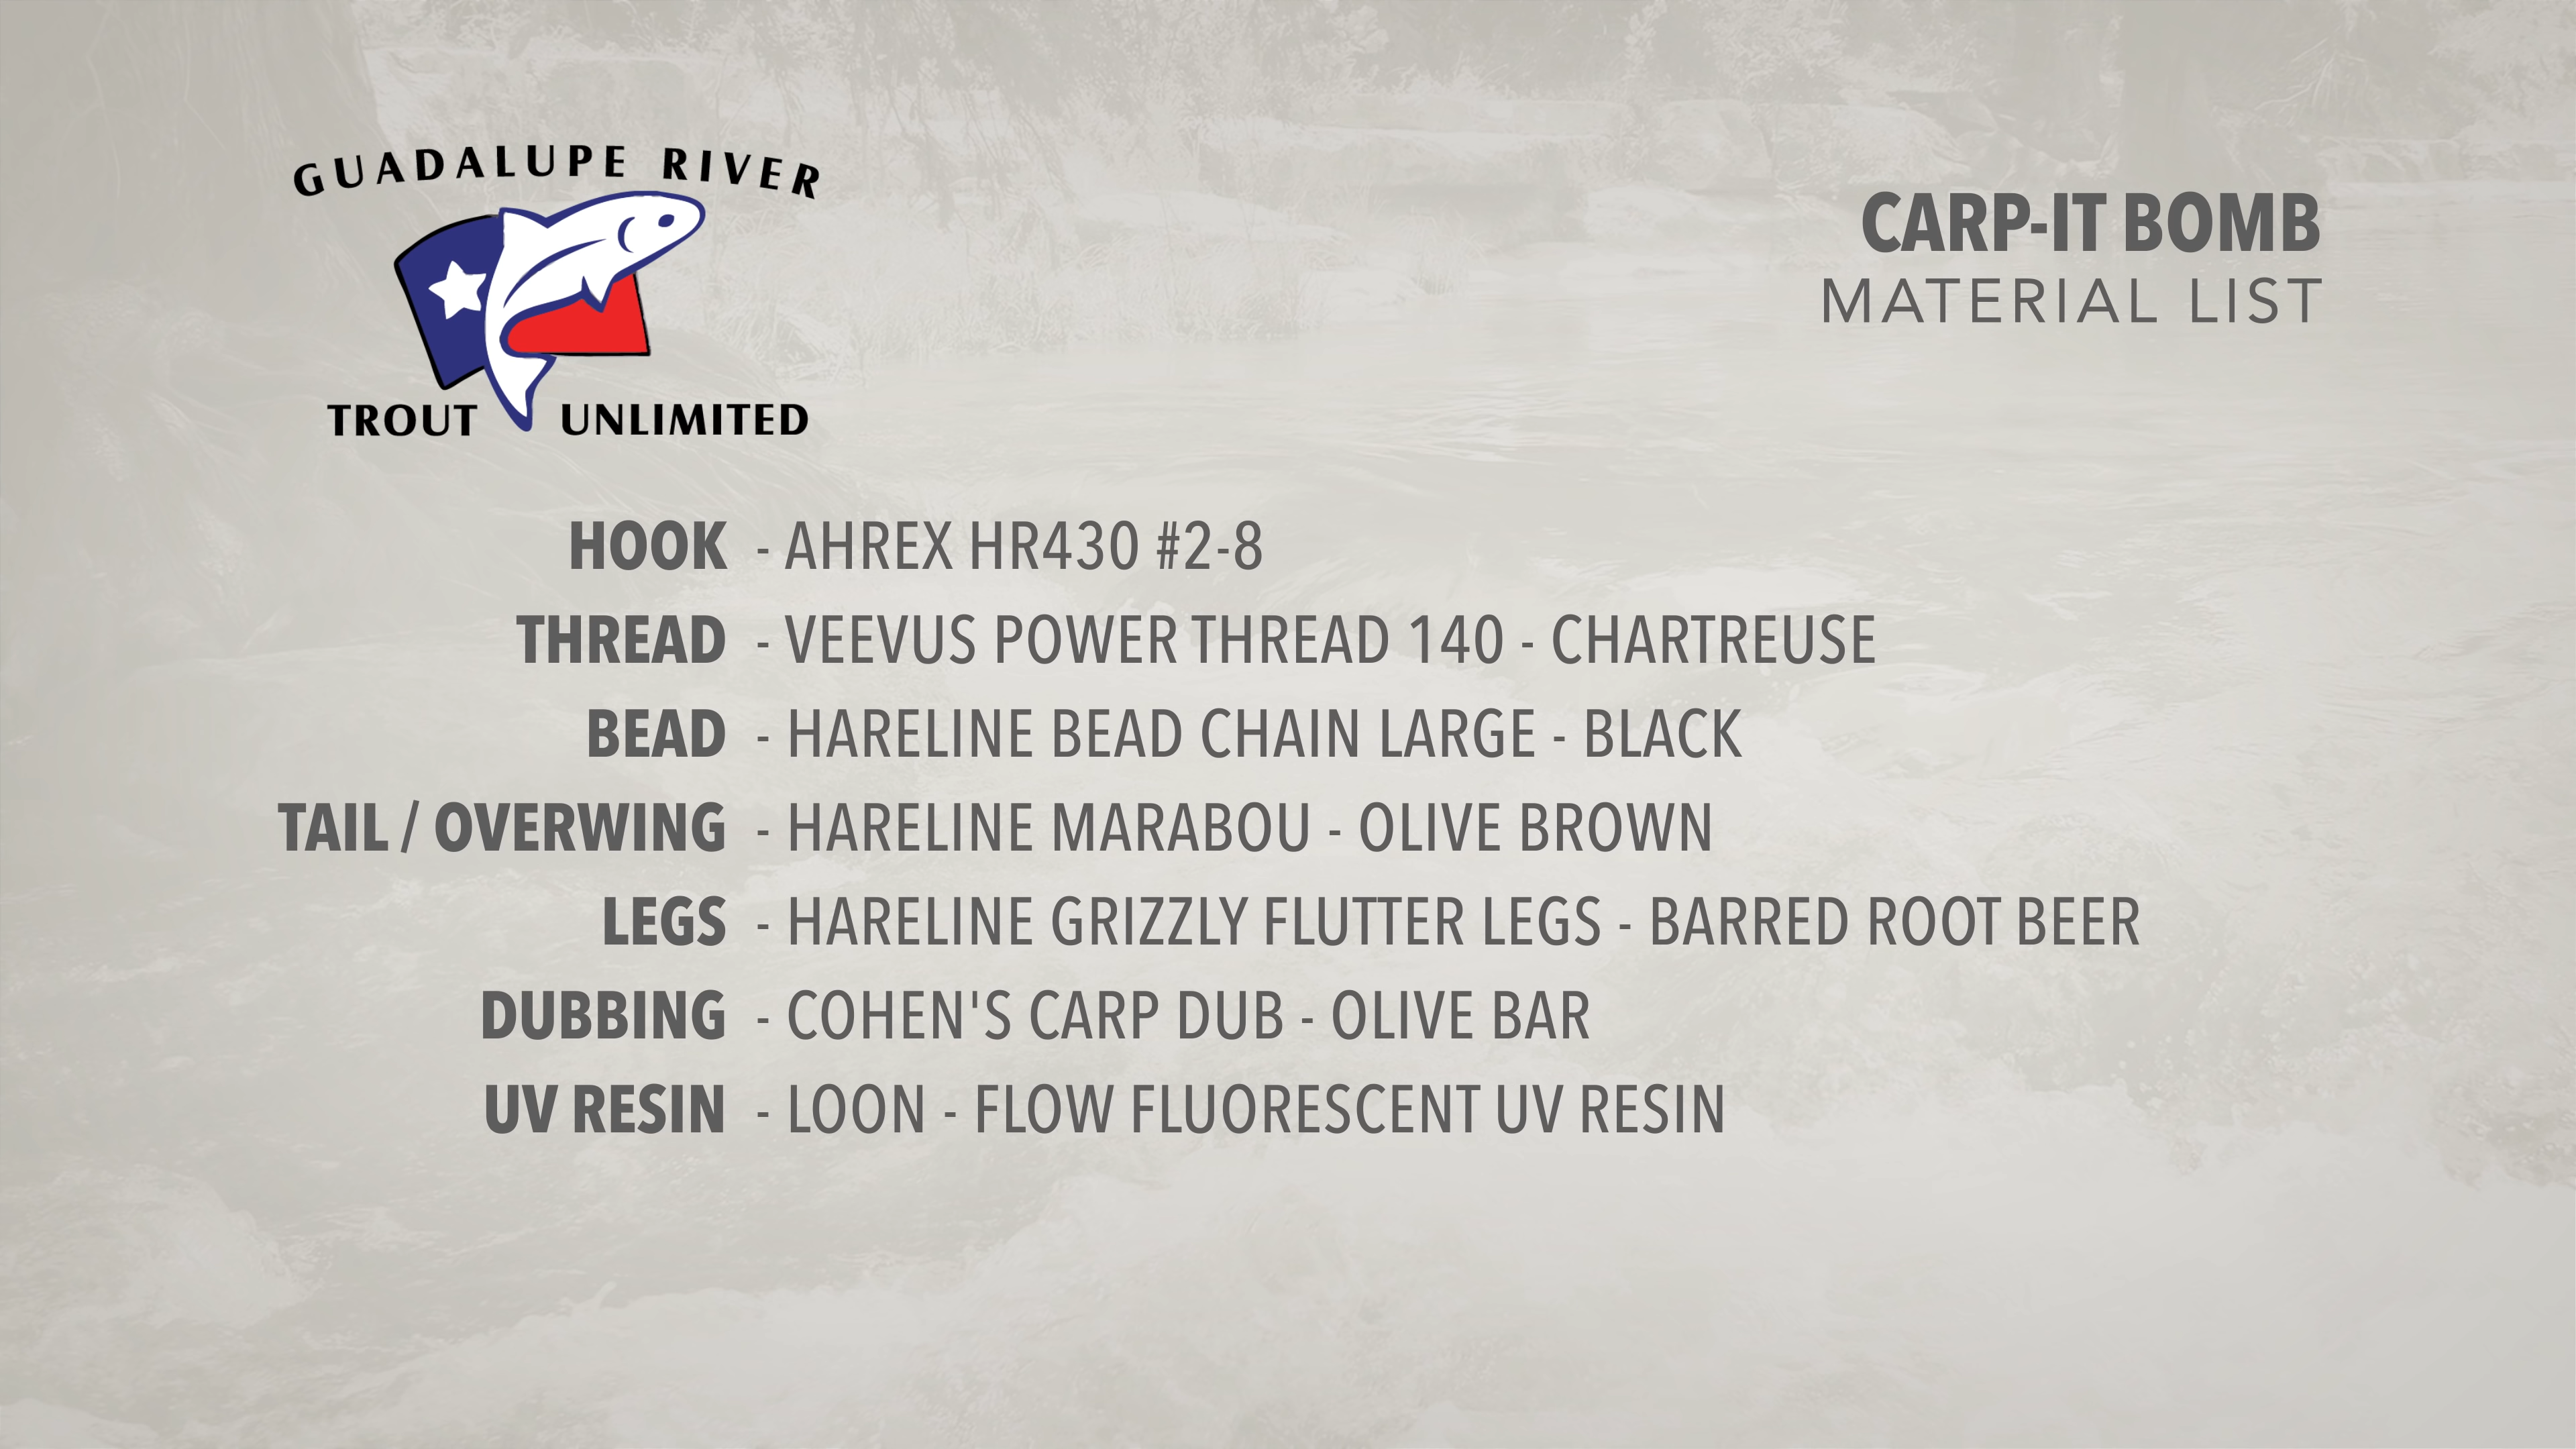 GUADALUPE RIVER
TROUT UNLIMITED
CARP-IT BOMB
MATERIAL LIST
HOOK - AHREX HR430 #2-8
THREAD - VEEVUS POWER THREAD 140 - CHARTREUSE
BEAD - HARELINE BEAD CHAIN LARGE - BLACK
TAIL / OVERWING - HARELINE MARABOU - OLIVE BROWN
LEGS - HARELINE GRIZZLY FLUTTER LEGS - BARRED ROOT BEER
DUBBING - COHEN'S CARP DUB - OLIVE BAR
UV RESIN - LOON - FLOW FLUORESCENT UV RESIN